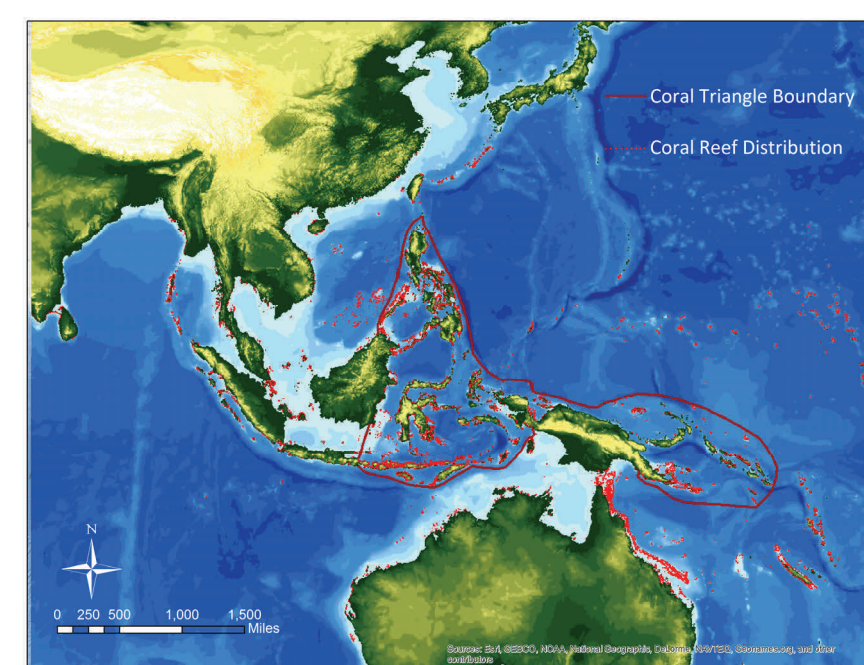 Coral Triangle Boundary
Coral Reef Distribution
N
0 250 500 1,000 1,500
Miles
Sources: Esri, GEBCO, NOAA, National Geographic, DeLorme, NAVTEQ, Geonames.org, and other
contributors